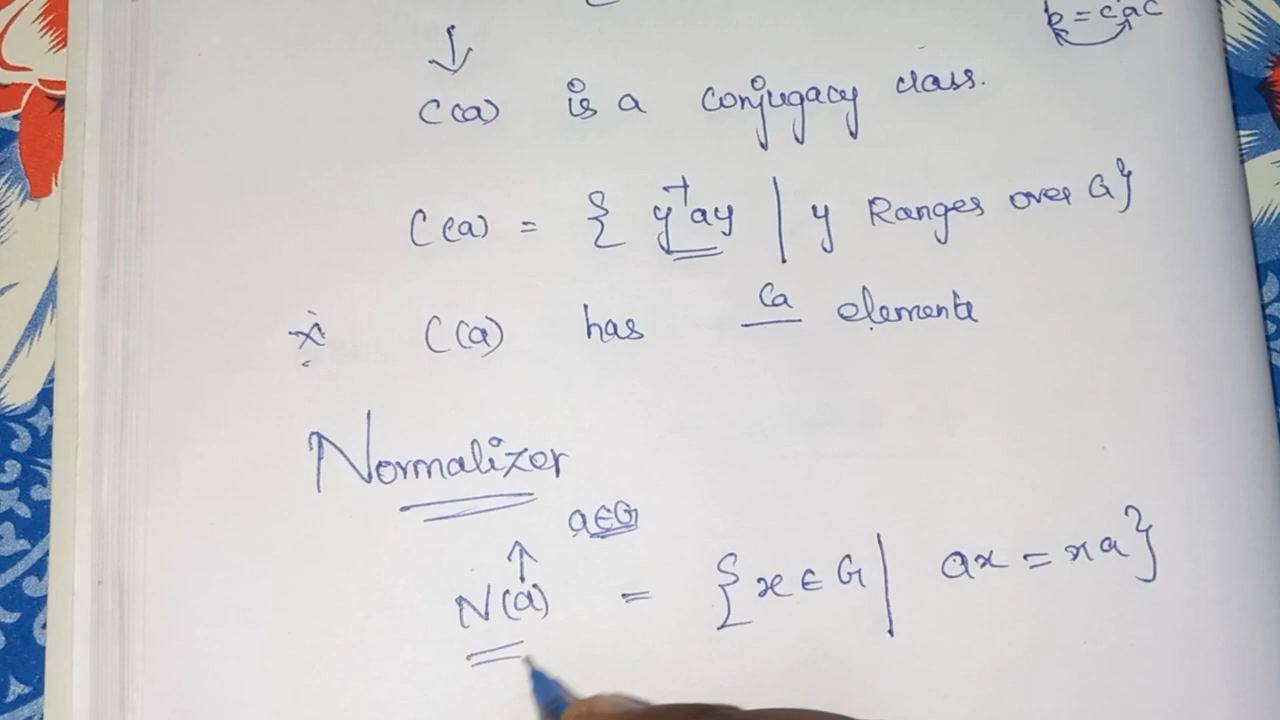 b = c⁻¹ac
C(a) is a Conjugacy class.
C(a) = { y⁻¹ay | y Ranges over G}
* C(a) has Ca elements
Normalizer
a∈G
N(a) = {x ∈ G | ax = xa}